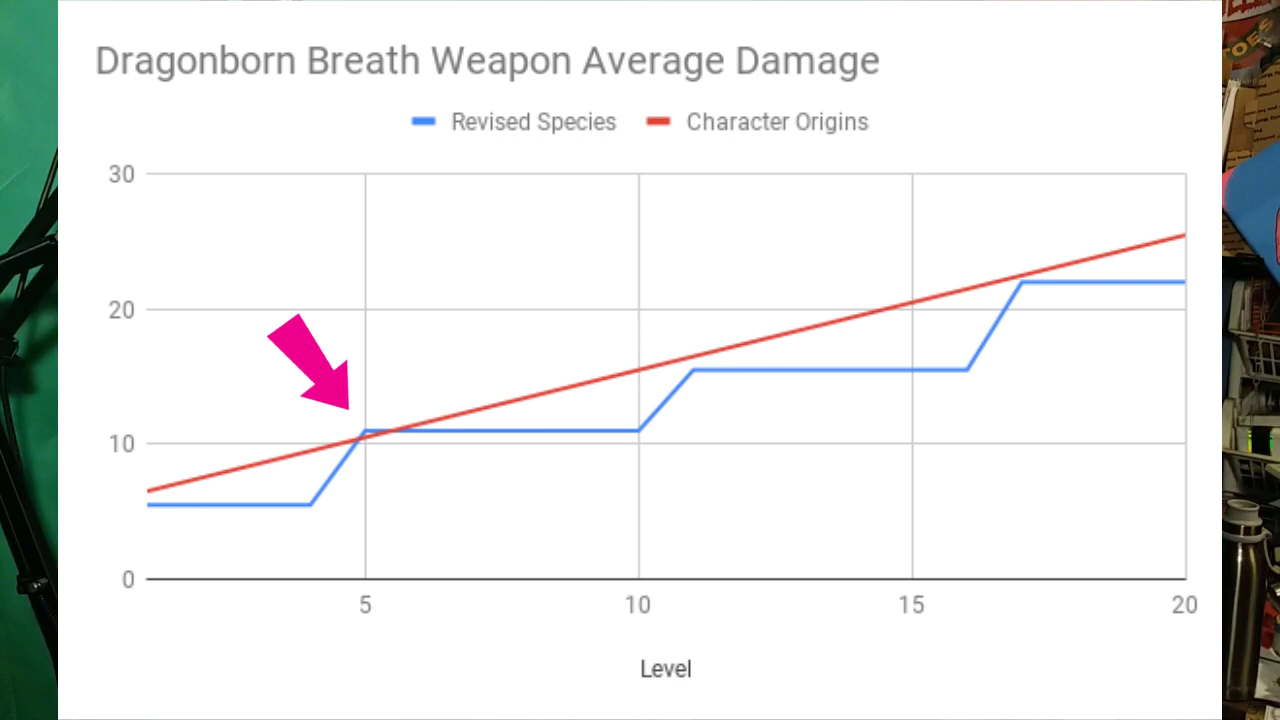 Dragonborn Breath Weapon Average Damage
Revised Species Character Origins
30
20
10
0
5 10 15 20
Level